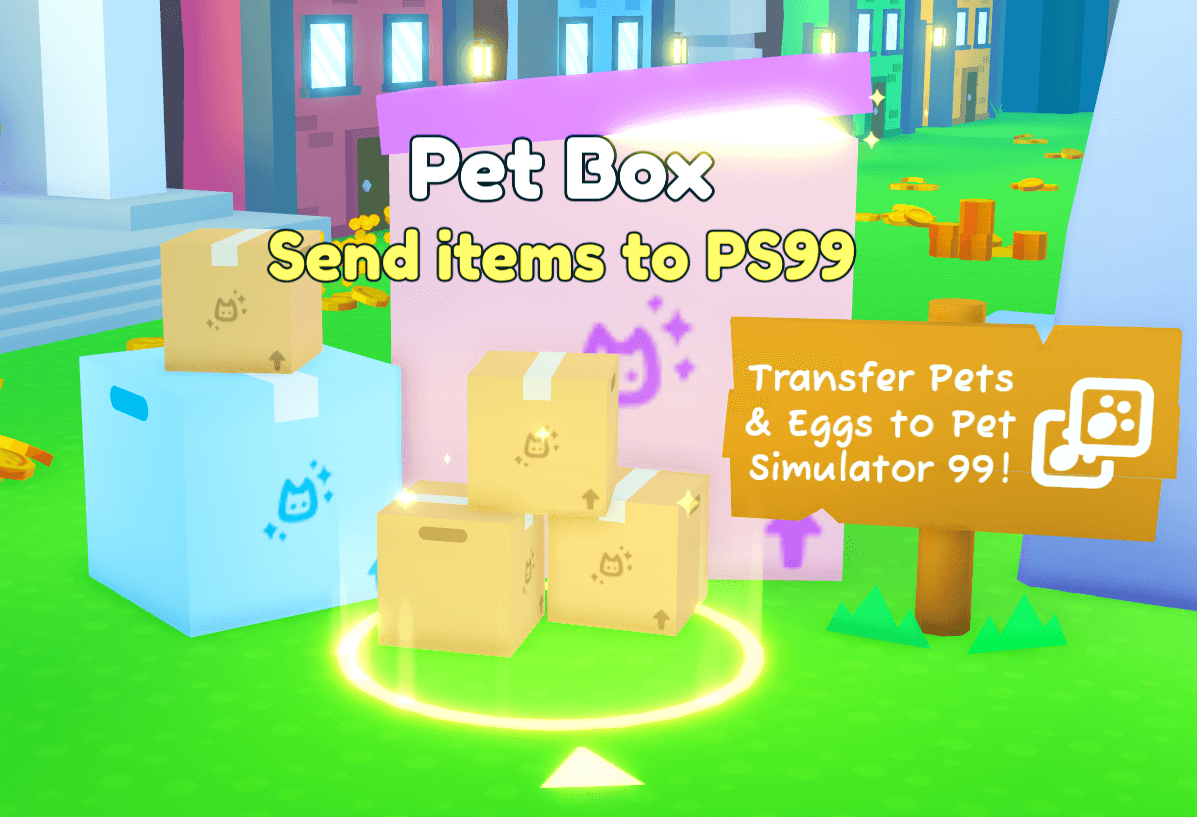 Pet Box
Send items to PS99
Transfer Pets
& Eggs to Pet
Simulator 99!